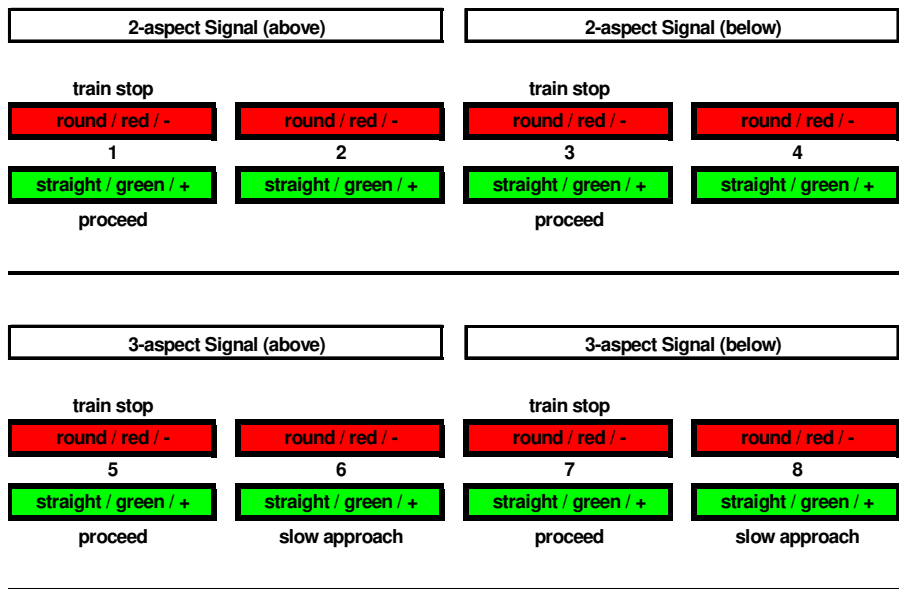 2-aspect Signal (above) 2-aspect Signal (below)
train stop train stop
round / red / - round / red / - round / red / - round / red / -
1 2 3 4
straight / green / + straight / green / + straight / green / + straight / green / +
proceed proceed
3-aspect Signal (above) 3-aspect Signal (below)
train stop train stop
round / red / - round / red / - round / red / - round / red / -
5 6 7 8
straight / green / + straight / green / + straight / green / + straight / green / +
proceed slow approach proceed slow approach